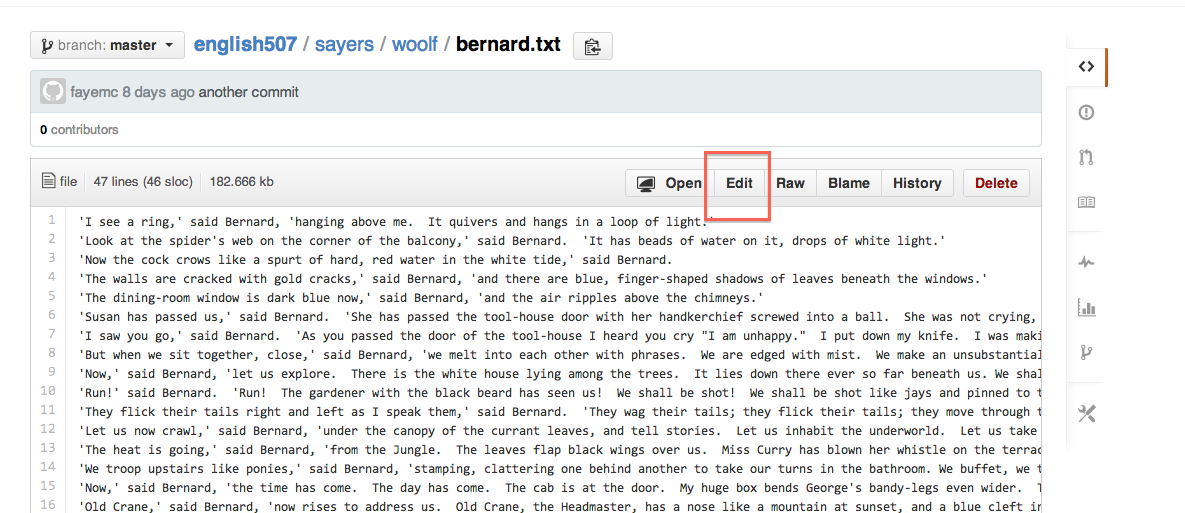 branch: master english507 / sayers / woolf / bernard.txt
fayemc 8 days ago another commit
0 contributors
file 47 lines (46 sloc) 182.666 kb Open Edit Raw Blame History Delete
1 'I see a ring,' said Bernard, 'hanging above me.  It quivers and hangs in a loop of light.'
2 'Look at the spider's web on the corner of the balcony,' said Bernard.  'It has beads of water on it, drops of white light.'
3 'Now the cock crows like a spurt of hard, red water in the white tide,' said Bernard.
4 'The walls are cracked with gold cracks,' said Bernard, 'and there are blue, finger-shaped shadows of leaves beneath the windows.'
5 'The dining-room window is dark blue now,' said Bernard, 'and the air ripples above the chimneys.'
6 'Susan has passed us,' said Bernard.  'She has passed the tool-house door with her handkerchief screwed into a ball.  She was not crying,
7 'I saw you go,' said Bernard.  'As you passed the door of the tool-house I heard you cry "I am unhappy."  I put down my knife.  I was maki
8 'But when we sit together, close,' said Bernard, 'we melt into each other with phrases.  We are edged with mist.  We make an unsubstantial
9 'Now,' said Bernard, 'let us explore.  There is the white house lying among the trees.  It lies down there ever so far beneath us. We shal
10 'Run!' said Bernard.  'Run!  The gardener with the black beard has seen us!  We shall be shot!  We shall be shot like jays and pinned to t
11 'They flick their tails right and left as I speak them,' said Bernard.  'They wag their tails; they flick their tails; they move through t
12 'Let us now crawl,' said Bernard, 'under the canopy of the currant leaves, and tell stories.  Let us inhabit the underworld.  Let us take
13 'The heat is going,' said Bernard, 'from the Jungle.  The leaves flap black wings over us.  Miss Curry has blown her whistle on the terrac
14 'We troop upstairs like ponies,' said Bernard, 'stamping, clattering one behind another to take our turns in the bathroom. We buffet, we t
15 'Now,' said Bernard, 'the time has come.  The day has come.  The cab is at the door.  My huge box bends George's bandy-legs even wider.
16 'Old Crane,' said Bernard, 'now rises to address us.  Old Crane, the Headmaster, has a nose like a mountain at sunset, and a blue cleft in